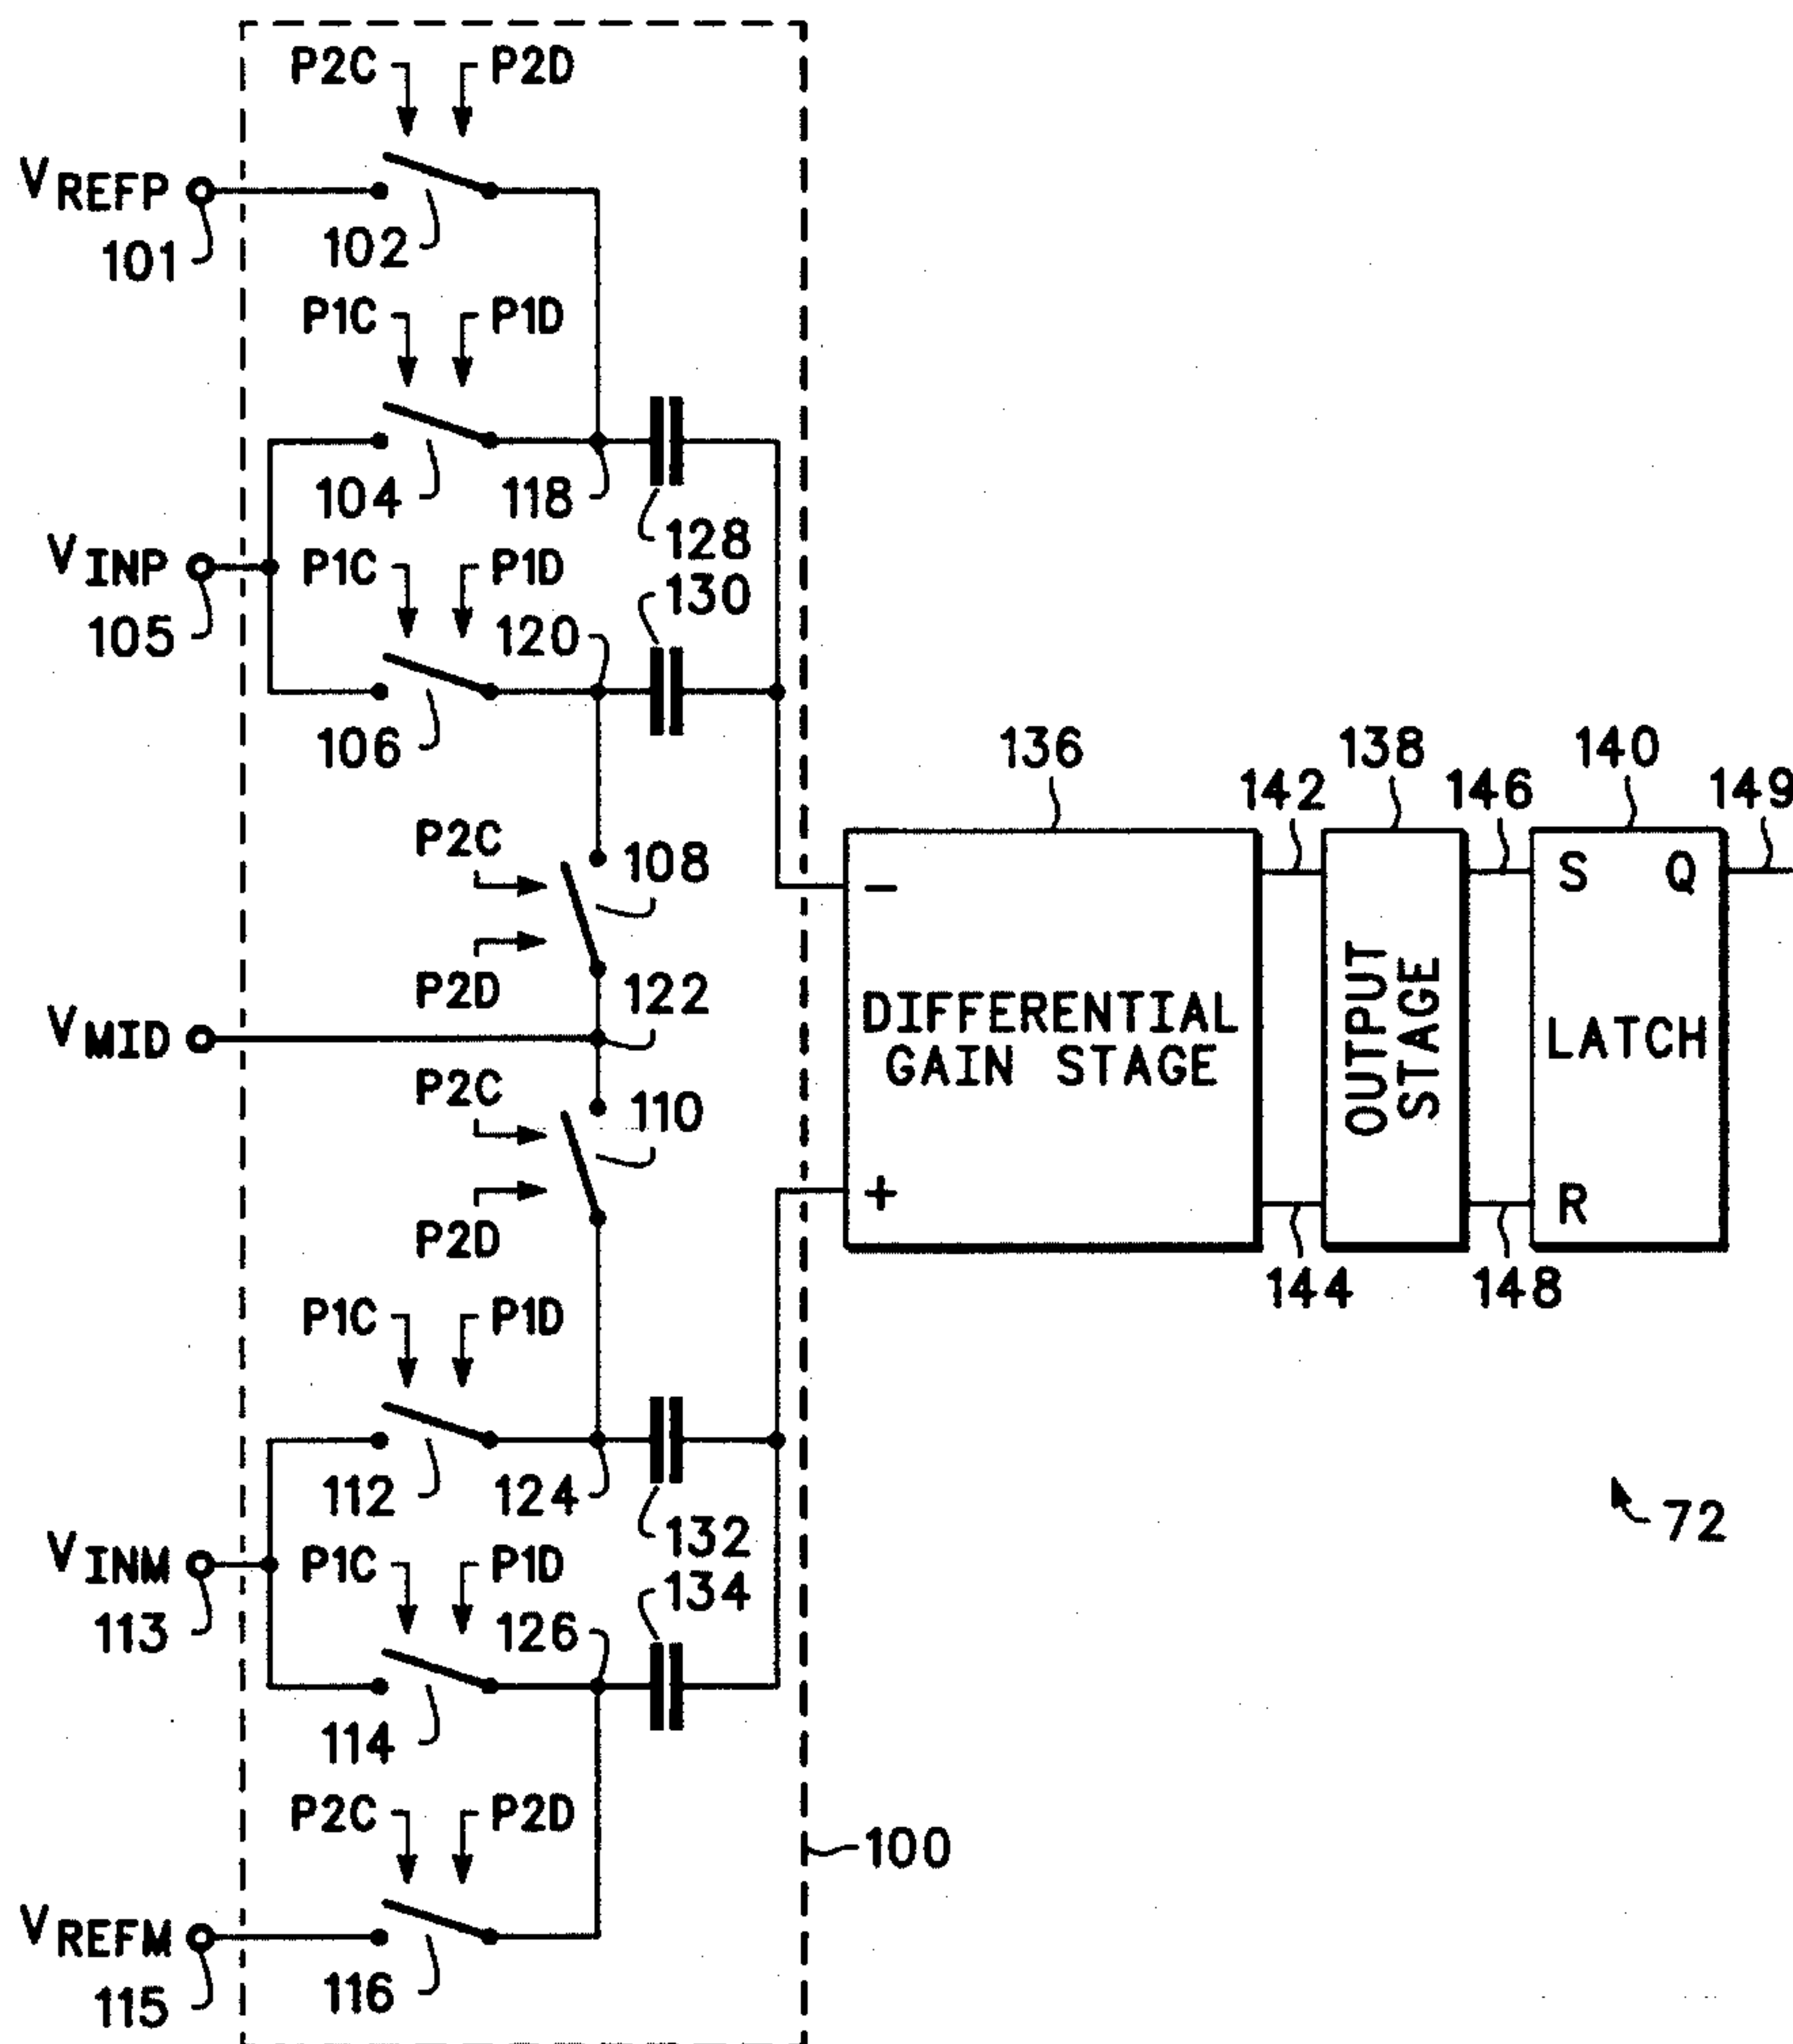 P2C P2D
VREFP
101
102
P1C P1D
104
118
128
VINP
105
P1C P1D
130
120
106
136
138
140
142
146
149
P2C
108
P2D
122
S Q
−
DIFFERENTIAL
GAIN STAGE
OUTPUT
STAGE
LATCH
VMID
P2C
110
P2D
+
R
144
148
P1C P1D
112
124
132
VINM
113
P1C P1D
134
126
114
72
P2C P2D
100
VREFM
115
116